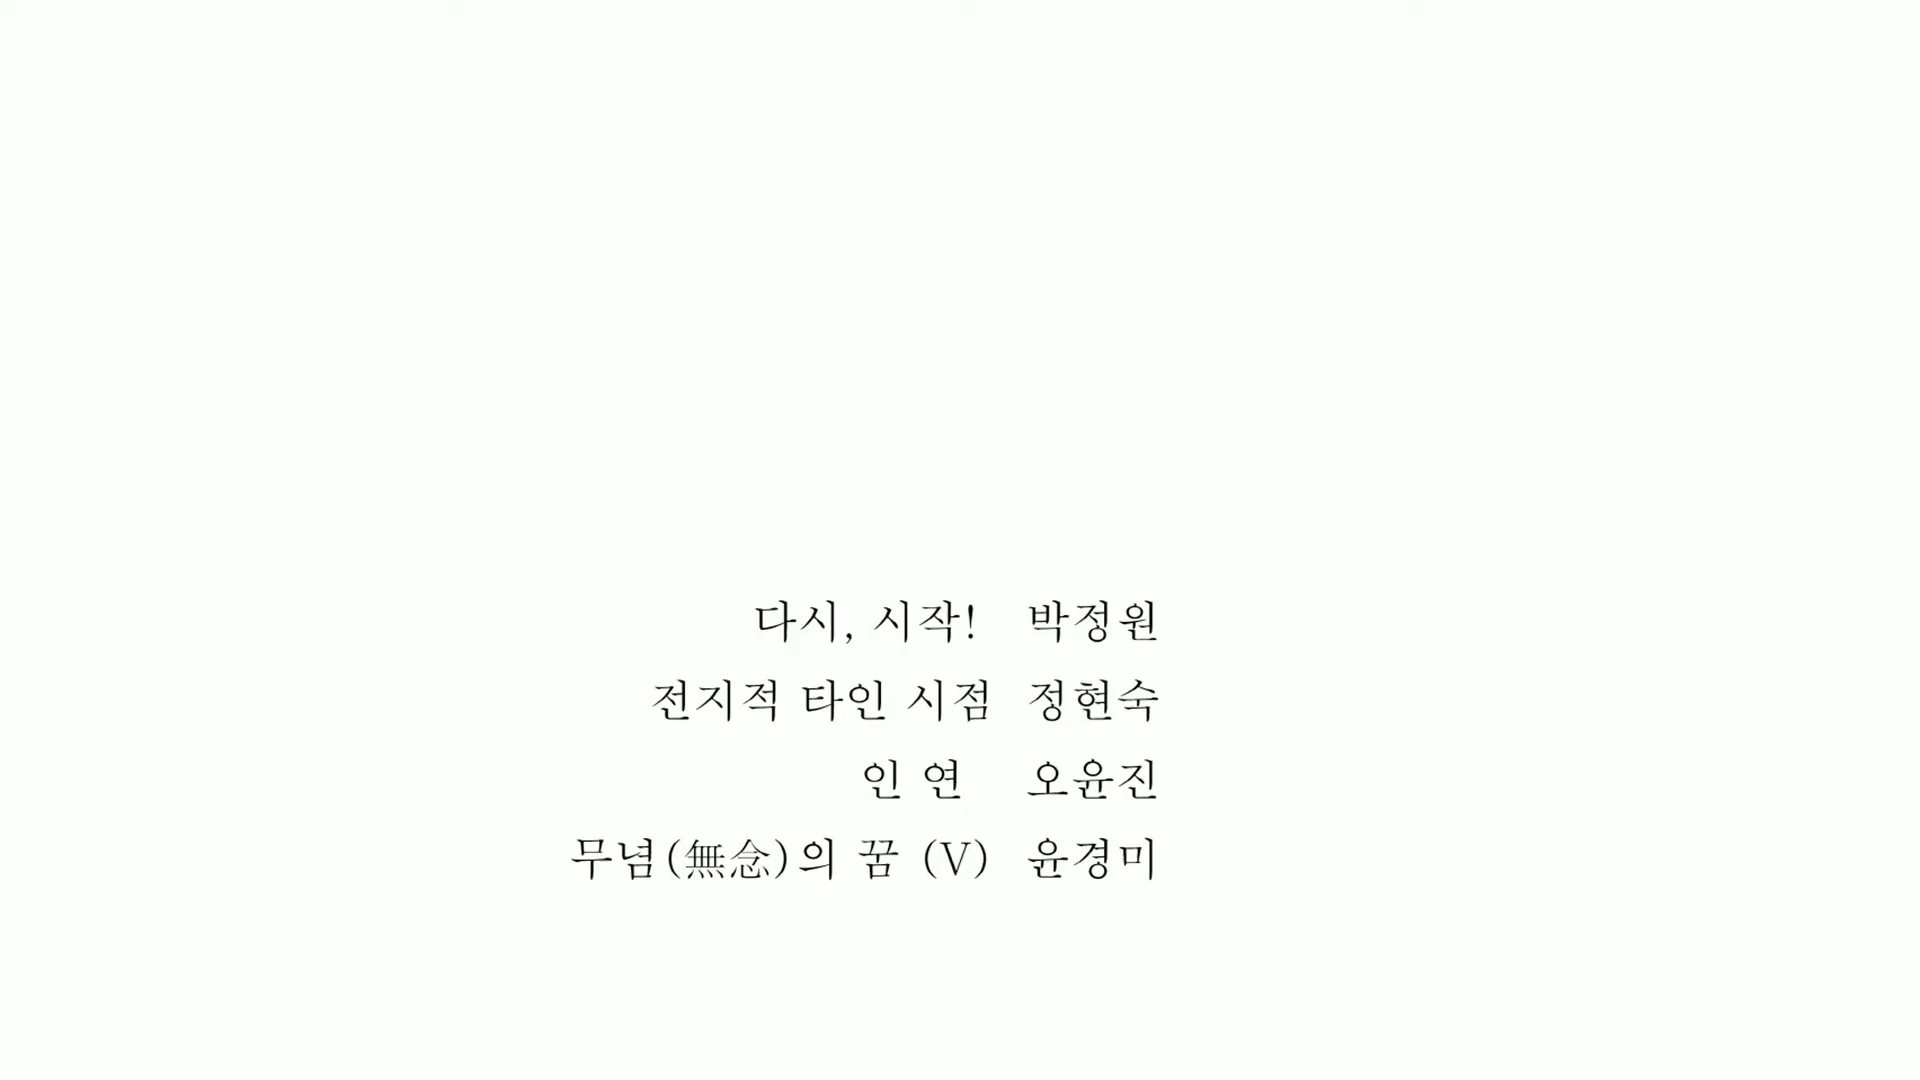 다시, 시작! 박정원
전지적 타인 시점 정현숙
인 연 오윤진
무념(無念)의 꿈 (V) 윤경미